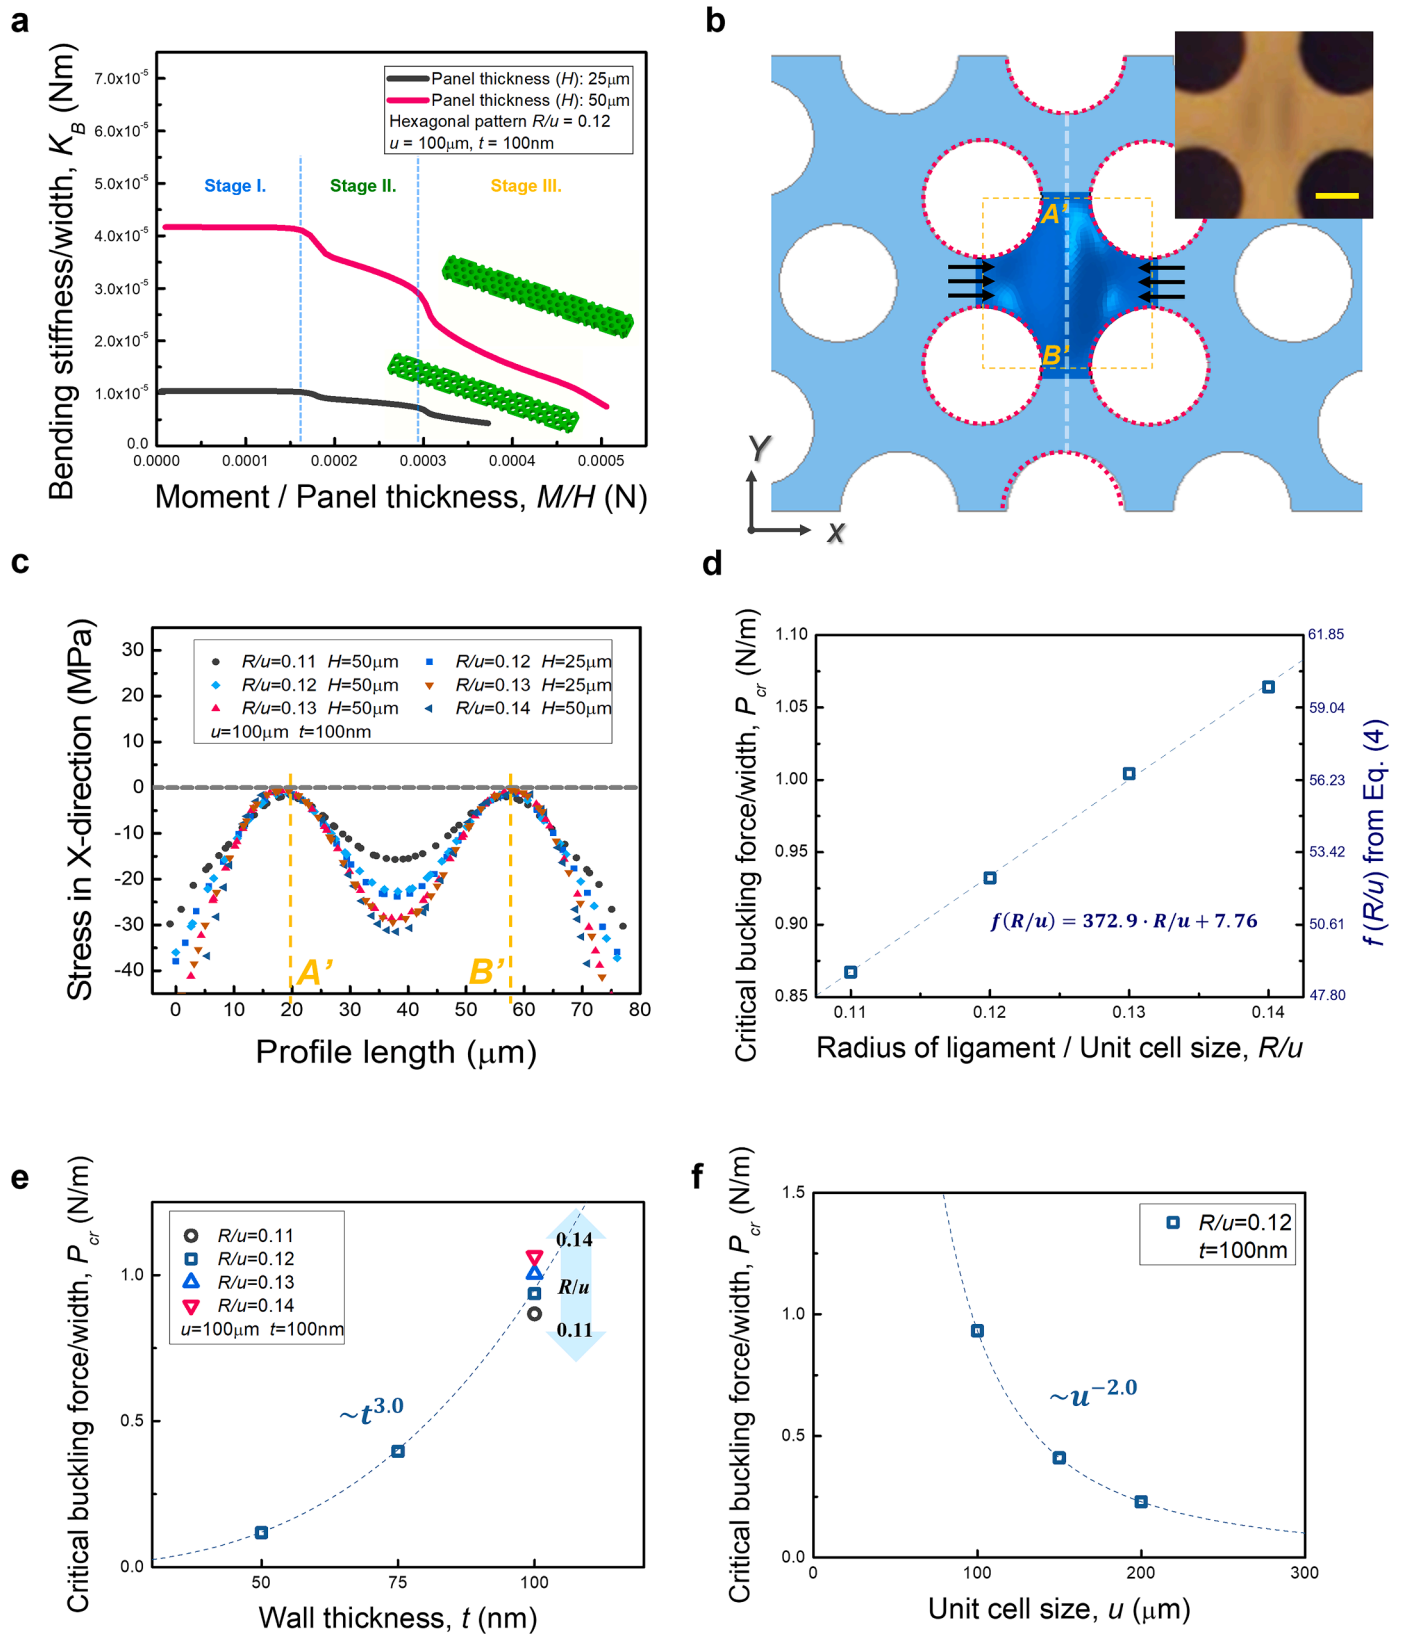 a
Bending stiffness/width, K_B (Nm)
7.0x10⁻⁵
6.0x10⁻⁵
5.0x10⁻⁵
4.0x10⁻⁵
3.0x10⁻⁵
2.0x10⁻⁵
1.0x10⁻⁵
0.0
Panel thickness (H): 25μm
Panel thickness (H): 50μm
Hexagonal pattern R/u = 0.12
u = 100μm, t = 100nm
Stage I.
Stage II.
Stage III.
0.0000 0.0001 0.0002 0.0003 0.0004 0.0005
Moment / Panel thickness, M/H (N)
b
A'
B'
Y
X
c
Stress in X-direction (MPa)
30
20
10
0
-10
-20
-30
-40
R/u=0.11 H=50μm
R/u=0.12 H=25μm
R/u=0.12 H=50μm
R/u=0.13 H=25μm
R/u=0.13 H=50μm
R/u=0.14 H=50μm
u=100μm t=100nm
A'
B'
0 10 20 30 40 50 60 70 80
Profile length (μm)
d
Critical buckling force/width, P_cr (N/m)
1.10
1.05
1.00
0.95
0.90
0.85
61.85
59.04
56.23
53.42
50.61
47.80
f (R/u) from Eq. (4)
f(R/u) = 372.9 · R/u + 7.76
0.11 0.12 0.13 0.14
Radius of ligament / Unit cell size, R/u
e
Critical buckling force/width, P_cr (N/m)
1.0
0.5
0.0
R/u=0.11
R/u=0.12
R/u=0.13
R/u=0.14
u=100μm t=100nm
0.14
R/u
0.11
~t³·⁰
50 75 100
Wall thickness, t (nm)
f
Critical buckling force/width, P_cr (N/m)
1.5
1.0
0.5
0.0
R/u=0.12
t=100nm
~u⁻²·⁰
0 100 200 300
Unit cell size, u (μm)